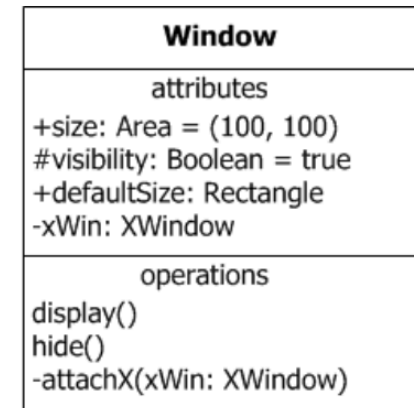 Window
attributes
+size: Area = (100, 100)
#visibility: Boolean = true
+defaultSize: Rectangle
-xWin: XWindow
operations
display()
hide()
-attachX(xWin: XWindow)